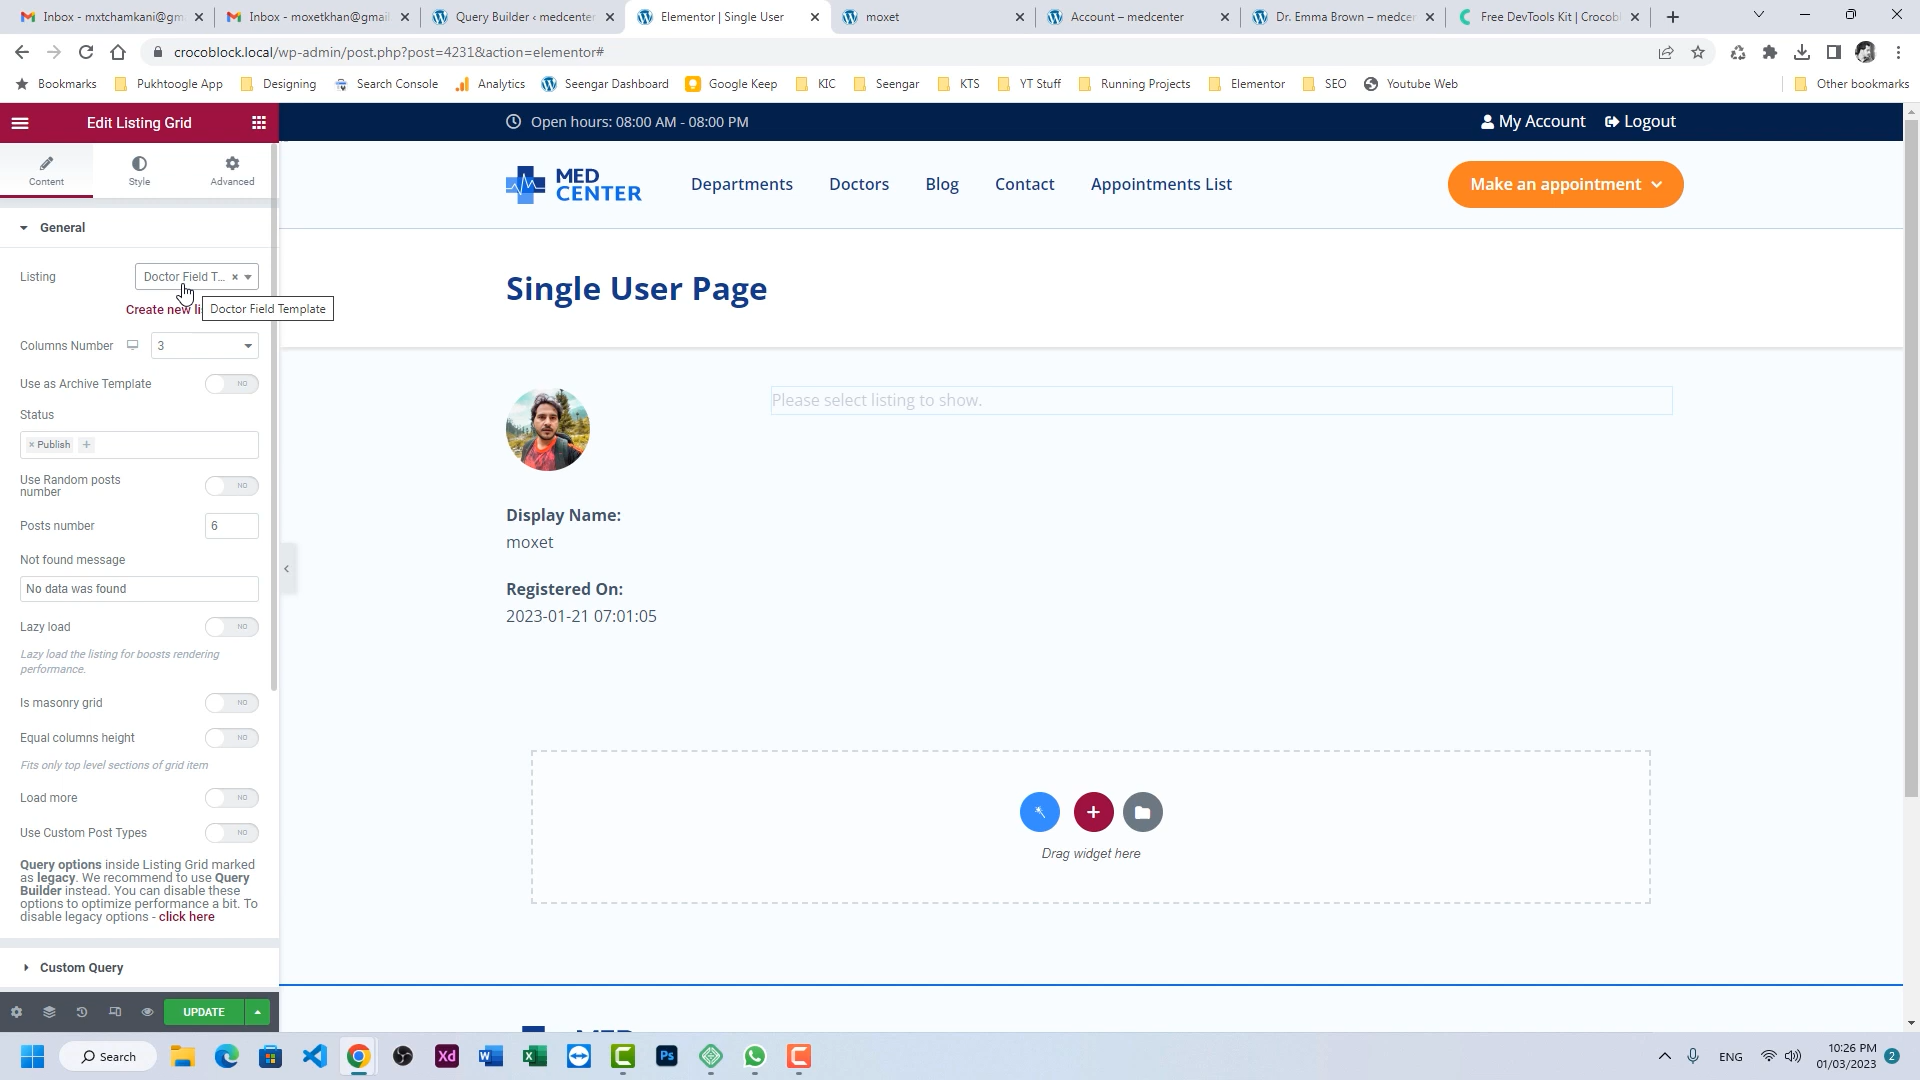 Inbox - mxtchamkani@gm
Inbox - moxetkhan@gmail
Query Builder ‹ medcenter
Elementor | Single User
moxet
Account – medcenter
Dr. Emma Brown – medcer
Free DevTools Kit | Crocob
crocoblock.local/wp-admin/post.php?post=4231&action=elementor#
Bookmarks
Pukhtoogle App
Designing
Search Console
Analytics
Seengar Dashboard
Google Keep
KIC
Seengar
KTS
YT Stuff
Running Projects
Elementor
SEO
Youtube Web
Other bookmarks
Edit Listing Grid
Open hours: 08:00 AM - 08:00 PM
My Account
Logout
Content
Style
Advanced
MED
CENTER
Departments
Doctors
Blog
Contact
Appointments List
Make an appointment
General
Listing
Doctor Field T...
Create new li
Doctor Field Template
Single User Page
Columns Number
3
Use as Archive Template
NO
Status
Publish
Use Random posts
number
NO
Posts number
6
Not found message
No data was found
Lazy load
NO
Lazy load the listing for boosts rendering
performance.
Is masonry grid
NO
Equal columns height
NO
Fits only top level sections of grid item
Load more
NO
Use Custom Post Types
NO
Query options inside Listing Grid marked
as legacy. We recommend to use Query
Builder instead. You can disable these
options to optimize performance a bit. To
disable legacy options - click here
Custom Query
UPDATE
Please select listing to show.
Display Name:
moxet
Registered On:
2023-01-21 07:01:05
Drag widget here
Search
Xd
Ps
ENG
10:26 PM
01/03/2023
2